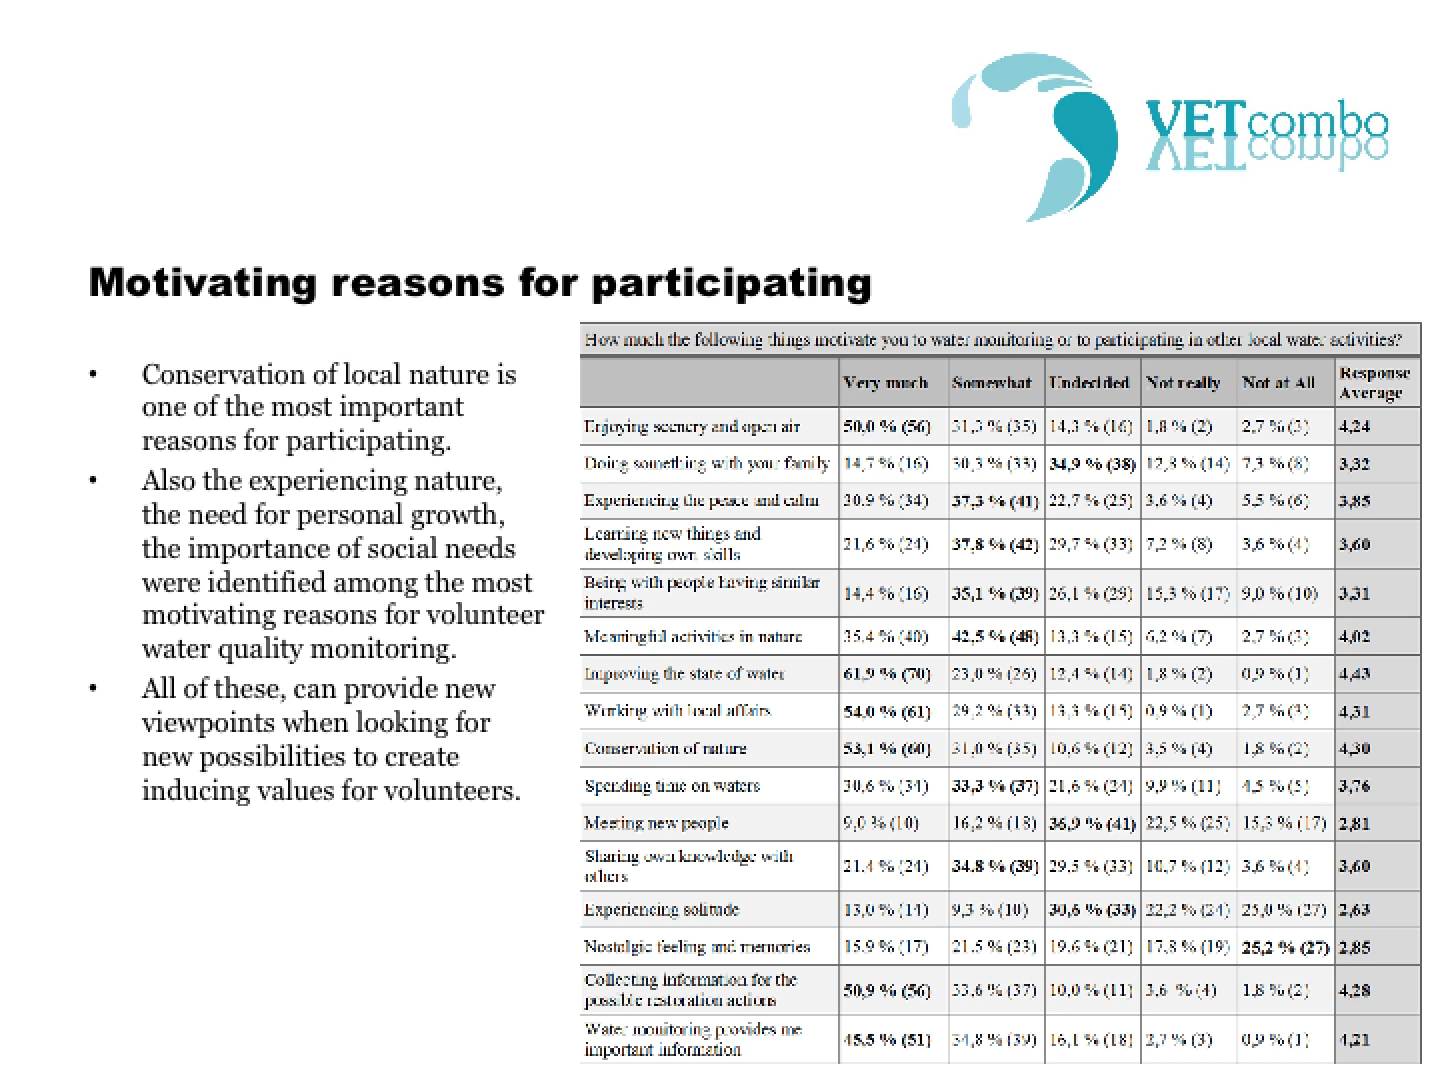 VETcombo
Motivating reasons for participating
• Conservation of local nature is
one of the most important
reasons for participating.
• Also the experiencing nature,
the need for personal growth,
the importance of social needs
were identified among the most
motivating reasons for volunteer
water quality monitoring.
• All of these, can provide new
viewpoints when looking for
new possibilities to create
inducing values for volunteers.
How much the following things motivate you to water monitoring or to participating in other local water activities?
Very much Somewhat Undecided Not really Not at All Response Average
Enjoying scenery and open air 50,0 % (56) 31,3 % (35) 14,3 % (16) 1,8 % (2) 2,7 % (3) 4,24
Doing something with your family 14,7 % (16) 30,3 % (33) 34,9 % (38) 12,8 % (14) 7,3 % (8) 3,32
Experiencing the peace and calm 30,9 % (34) 37,3 % (41) 22,7 % (25) 3,6 % (4) 5,5 % (6) 3,85
Learning new things and
developing own skills 21,6 % (24) 37,8 % (42) 29,7 % (33) 7,2 % (8) 3,6 % (4) 3,60
Being with people having similar
interests 14,4 % (16) 35,1 % (39) 26,1 % (29) 15,3 % (17) 9,0 % (10) 3,31
Meaningful activities in nature 35,4 % (40) 42,5 % (48) 13,3 % (15) 6,2 % (7) 2,7 % (3) 4,02
Improving the state of water 61,9 % (70) 23,0 % (26) 12,4 % (14) 1,8 % (2) 0,9 % (1) 4,43
Working with local affairs 54,0 % (61) 29,2 % (33) 13,3 % (15) 0,9 % (1) 2,7 % (3) 4,31
Conservation of nature 53,1 % (60) 31,0 % (35) 10,6 % (12) 3,5 % (4) 1,8 % (2) 4,30
Spending time on waters 30,6 % (34) 33,3 % (37) 21,6 % (24) 9,9 % (11) 4,5 % (5) 3,76
Meeting new people 9,0 % (10) 16,2 % (18) 36,9 % (41) 22,5 % (25) 15,3 % (17) 2,81
Sharing own knowledge with
others 21,4 % (24) 34,8 % (39) 29,5 % (33) 10,7 % (12) 3,6 % (4) 3,60
Experiencing solitude 13,0 % (14) 9,3 % (10) 30,6 % (33) 22,2 % (24) 25,0 % (27) 2,63
Nostalgic feeling and memories 15,9 % (17) 21,5 % (23) 19,6 % (21) 17,8 % (19) 25,2 % (27) 2,85
Collecting information for the
possible restoration actions 50,9 % (56) 33,6 % (37) 10,0 % (11) 3,6 % (4) 1,8 % (2) 4,28
Water monitoring provides me
important information 45,5 % (51) 34,8 % (39) 16,1 % (18) 2,7 % (3) 0,9 % (1) 4,21